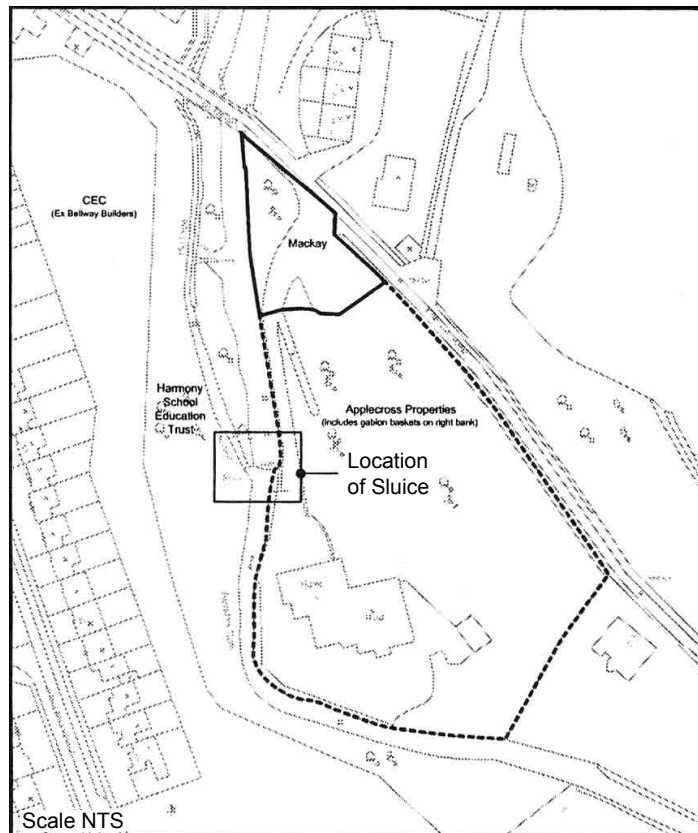 CEC
(Ex Bellway Builders)
Mackay
Harmony
School
Education
Trust
Applecross Properties
(includes gabion baskets on right bank)
Location
of Sluice
Scale NTS